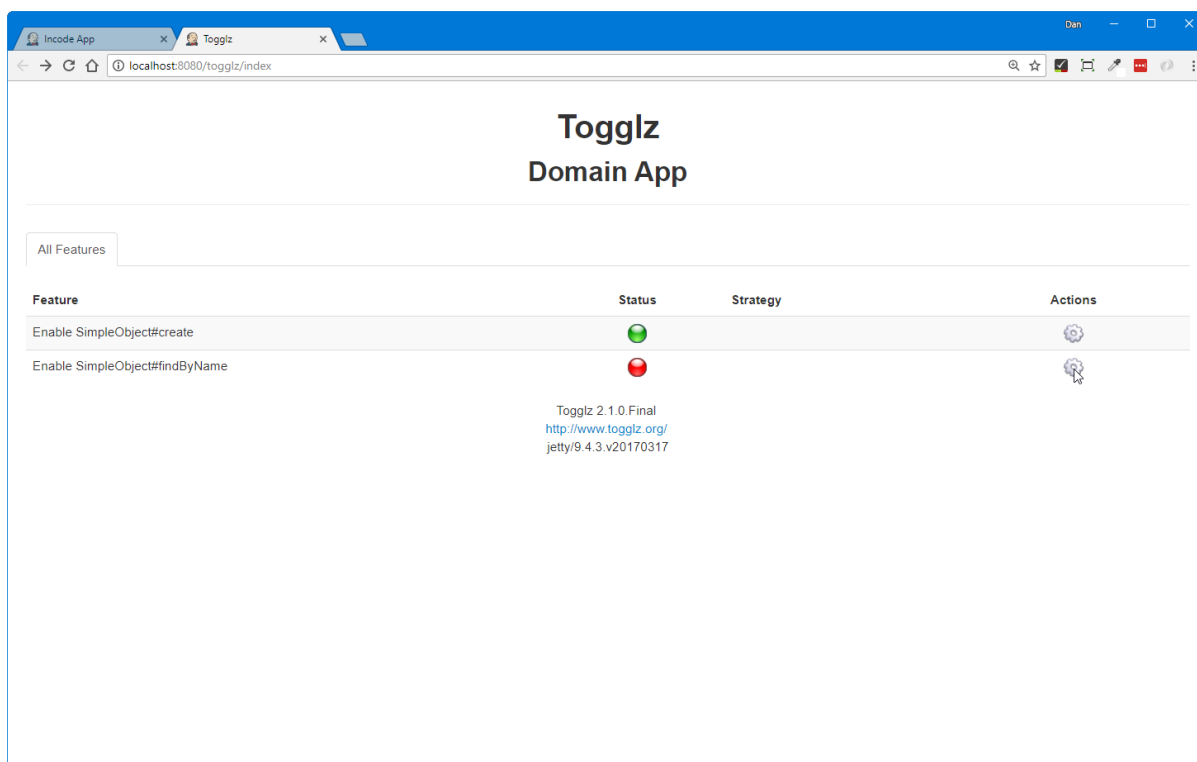 Dan
Incode App
Togglz
localhost:8080/togglz/index
Togglz
Domain App
All Features
Feature Status Strategy Actions
Enable SimpleObject#create
Enable SimpleObject#findByName
Togglz 2.1.0.Final
http://www.togglz.org/
jetty/9.4.3.v20170317